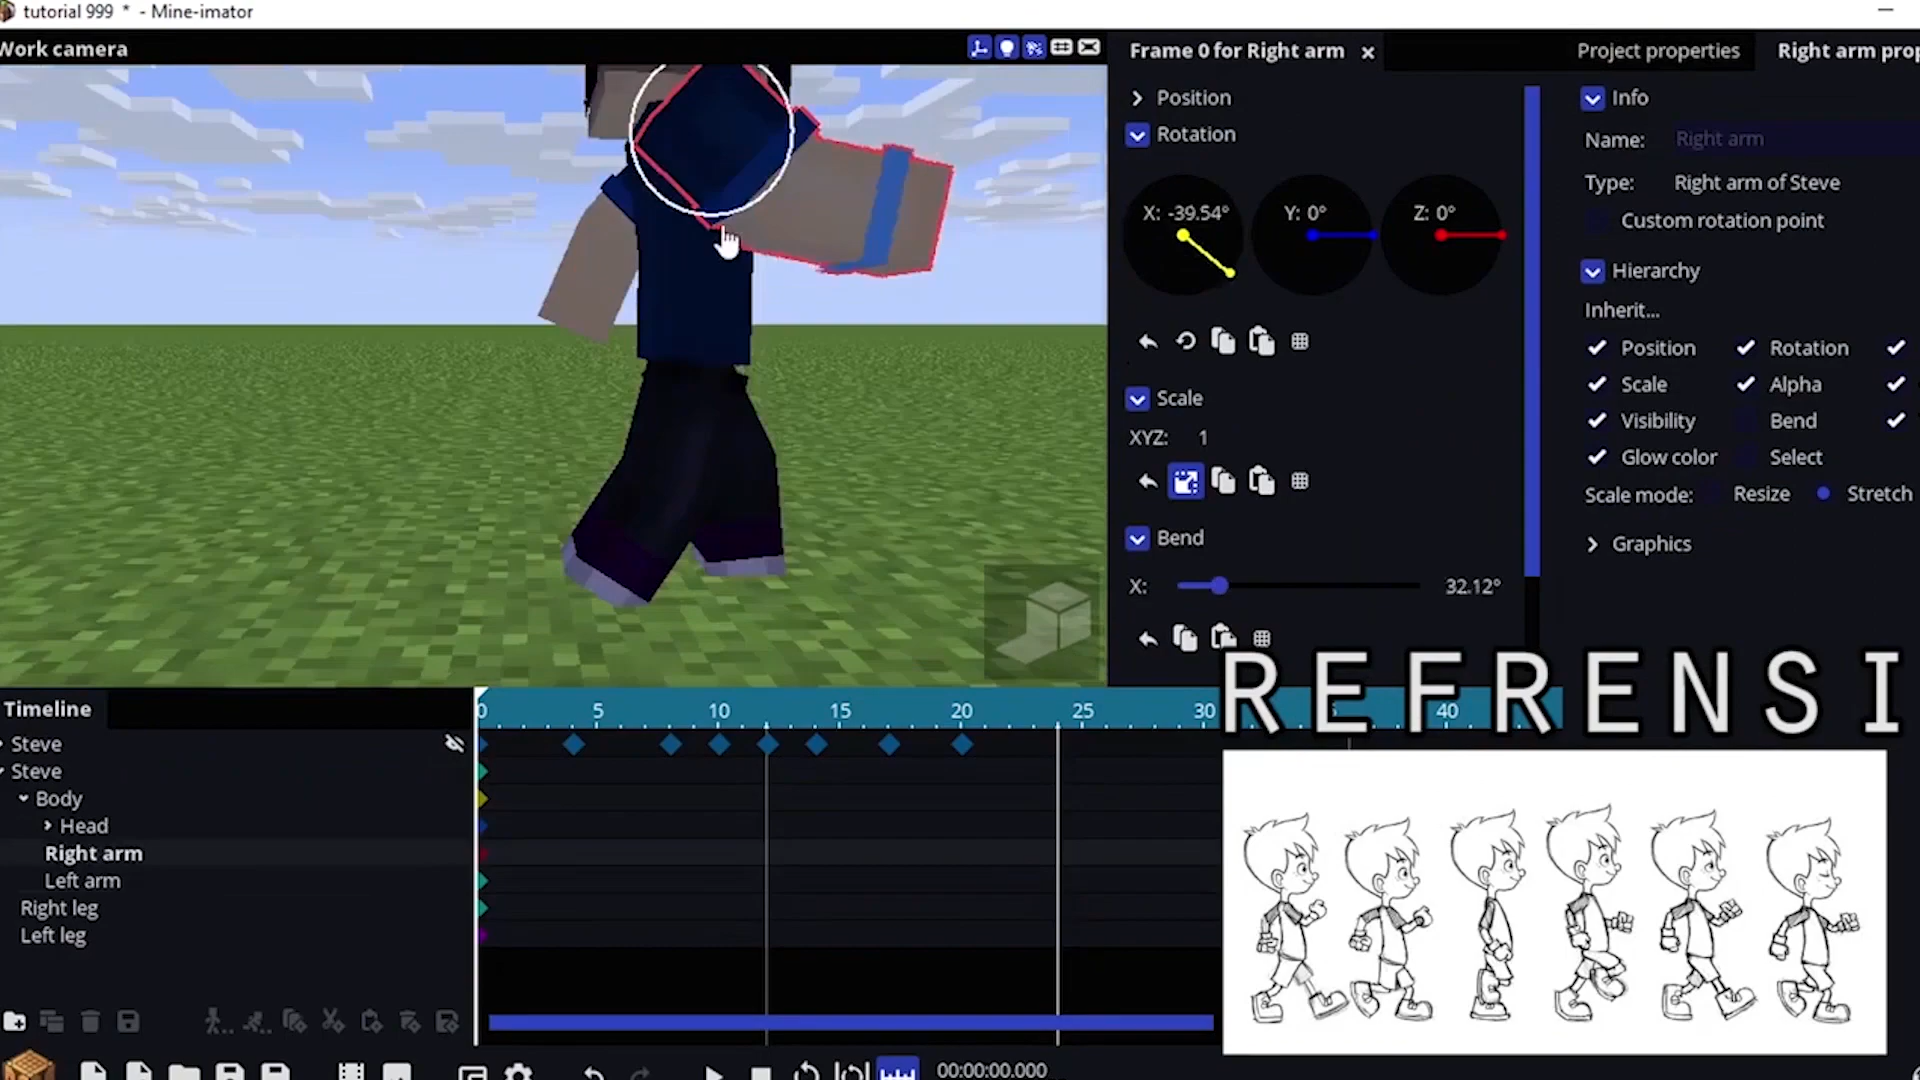 tutorial 999 * - Mine-imator
Work camera
Frame 0 for Right arm
Project properties
Right arm prop
Position
Rotation
X: -39.54°
Y: 0°
Z: 0°
Scale
XYZ: 1
Bend
X: 32.12°
Info
Name: Right arm
Type: Right arm of Steve
Custom rotation point
Hierarchy
Inherit...
Position Rotation
Scale Alpha
Visibility Bend
Glow color Select
Scale mode: Resize Stretch
Graphics
REFRENSI
Timeline
0 5 10 15 20 25 30 40
Steve
Steve
Body
Head
Right arm
Left arm
Right leg
Left leg
00:00:00.000